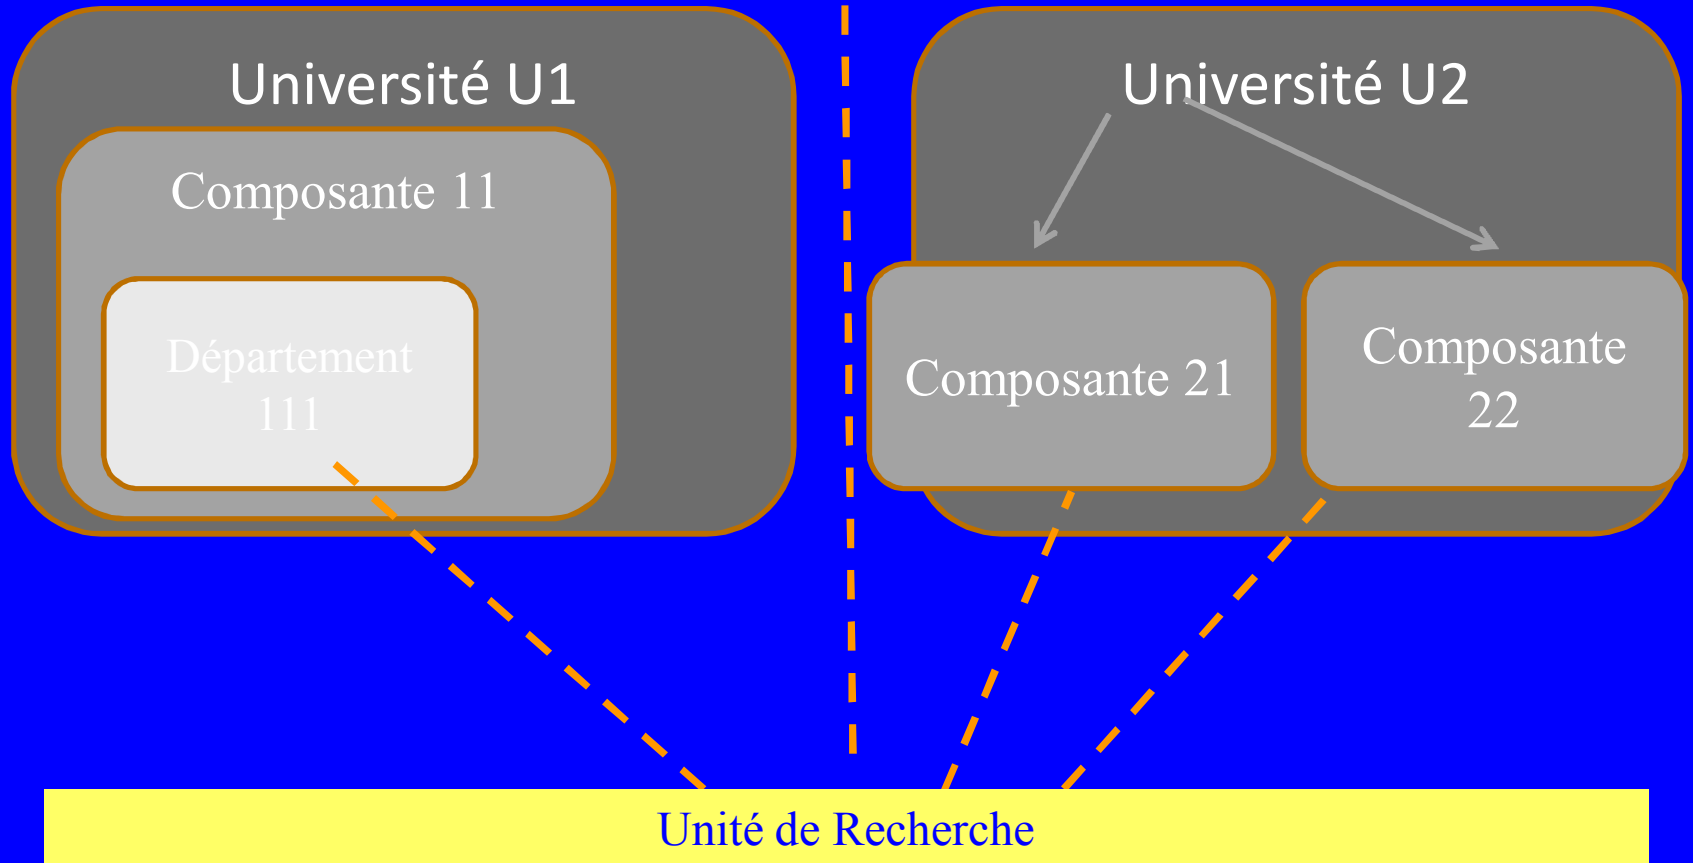 Université U1
Composante 11
Département
111
Université U2
Composante 21
Composante
22
Unité de Recherche